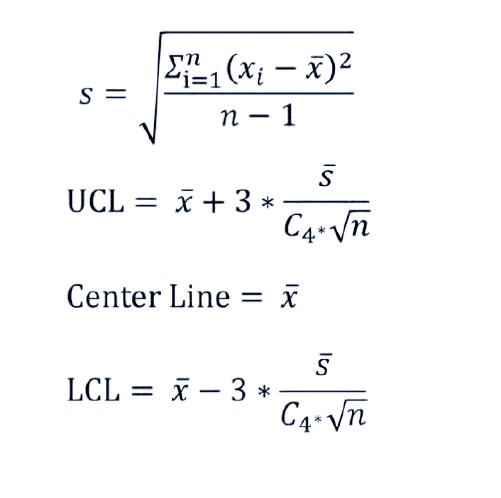 s = √(Σⁿᵢ₌₁(xᵢ − x̄)² / (n − 1))
UCL = x̄ + 3 * s̄ / (C₄*√n)
Center Line = x̄
LCL = x̄ − 3 * s̄ / (C₄*√n)